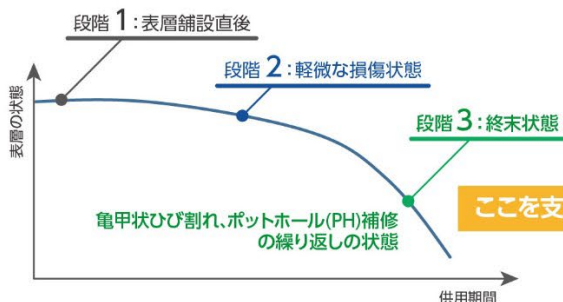 段階1:表層舗設直後
段階2:軽微な損傷状態
段階3:終末状態
表層の状態
亀甲状ひび割れ、ポットホール(PH)補修
の繰り返しの状態
ここを支
併用期間